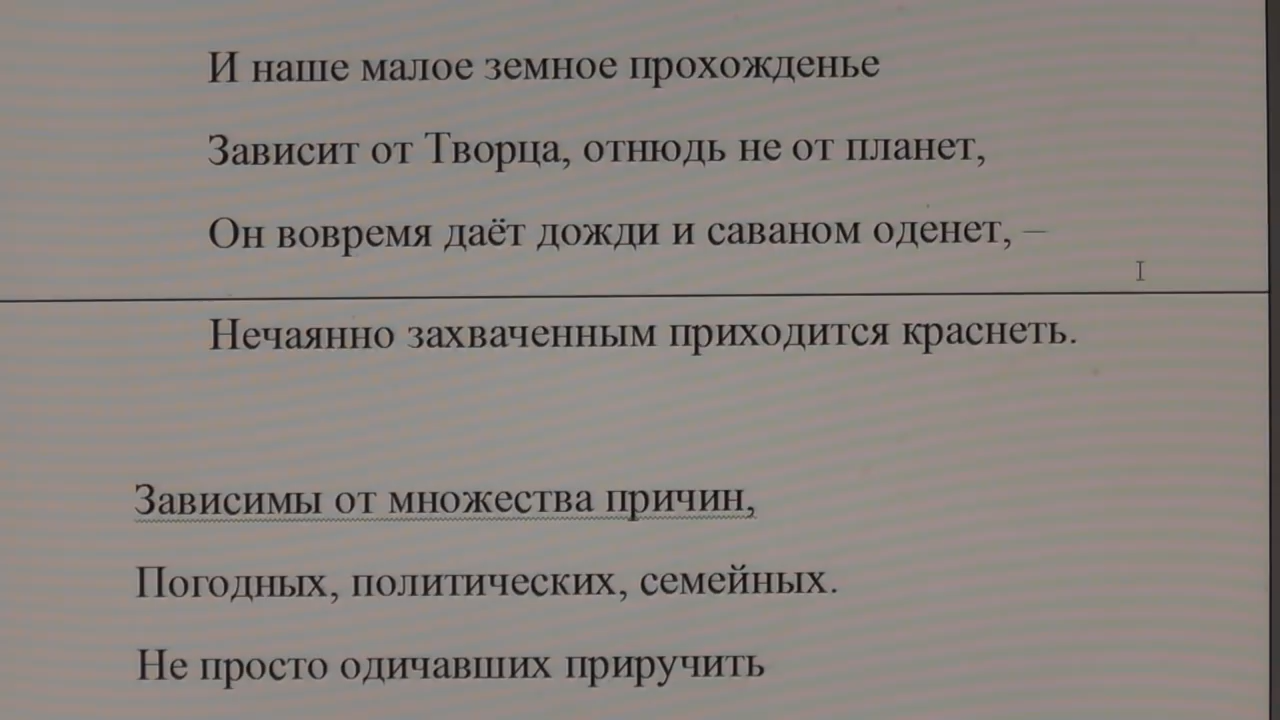 И наше малое земное прохожденье
Зависит от Творца, отнюдь не от планет,
Он вовремя даёт дожди и саваном оденет, –
Нечаянно захваченным приходится краснеть.
Зависимы от множества причин,
Погодных, политических, семейных.
Не просто одичавших приручить